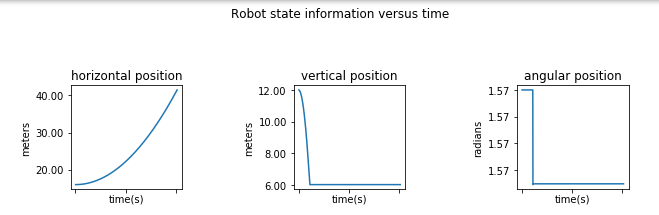 Robot state information versus time
horizontal position
40.00
30.00
20.00
meters
time(s)
vertical position
12.00
10.00
8.00
6.00
meters
time(s)
angular position
1.57
1.57
1.57
1.57
radians
time(s)